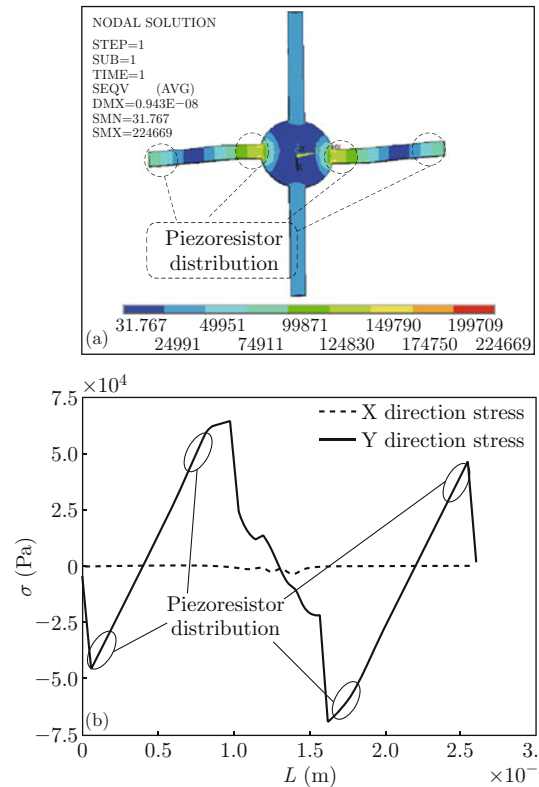 NODAL SOLUTION
STEP=1
SUB=1
TIME=1
SEQV (AVG)
DMX=0.943E−08
SMN=31.767
SMX=224669
Piezoresistor
distribution
31.767 49951 99871 149790 199709
24991 74911 124830 174750 224669
(a)
×10⁴
7.5
5.0
2.5
0
−2.5
−5.0
−7.5
σ (Pa)
X direction stress
Y direction stress
Piezoresistor
distribution
(b)
0 0.5 1.0 1.5 2.0 2.5 3.
L (m)
×10⁻